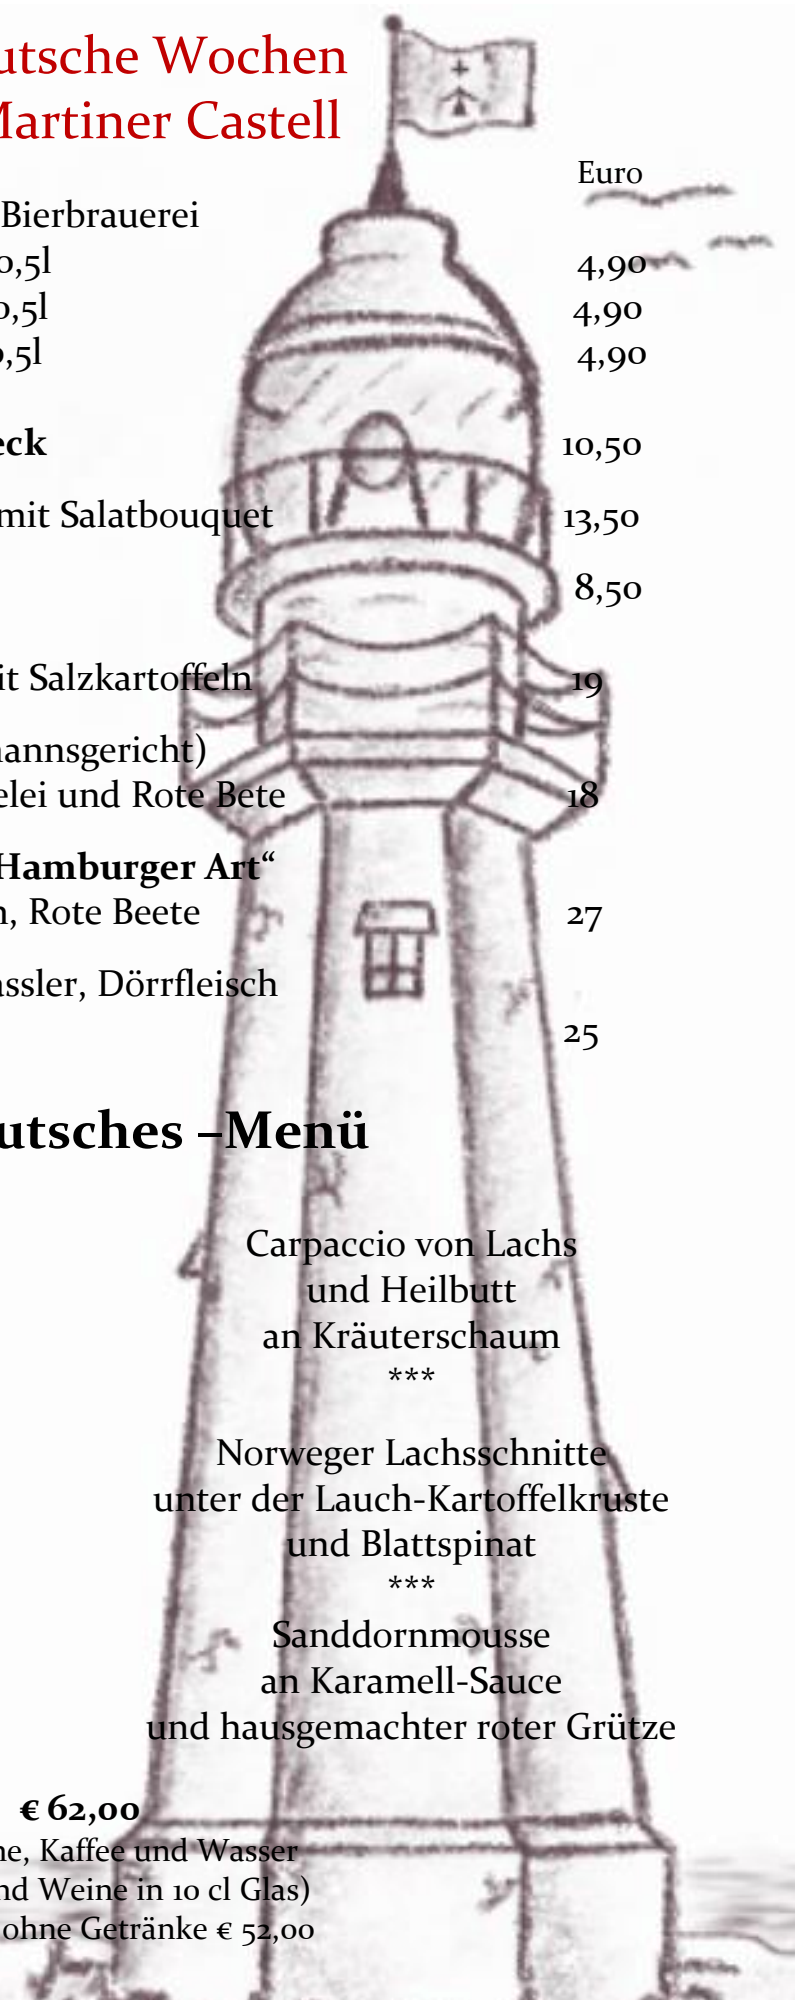 utsche Wochen
Martiner Castell
Euro
Bierbrauerei
0,5l 4,90
0,5l 4,90
0,5l 4,90
eck 10,50
mit Salatbouquet 13,50
8,50
it Salzkartoffeln 19
annsgericht)
elei und Rote Bete 18
Hamburger Art“
n, Rote Beete 27
assler, Dörrfleisch
25
utsches –Menü
Carpaccio von Lachs
und Heilbutt
an Kräuterschaum
***
Norweger Lachsschnitte
unter der Lauch-Kartoffelkruste
und Blattspinat
***
Sanddornmousse
an Karamell-Sauce
und hausgemachter roter Grütze
€ 62,00
ne, Kaffee und Wasser
nd Weine in 10 cl Glas)
ohne Getränke € 52,00